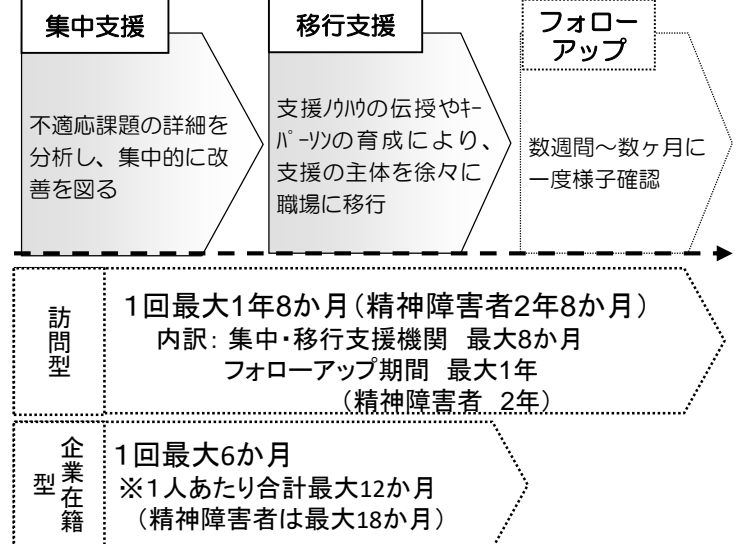 集中支援
不適応課題の詳細を
分析し、集中的に改
善を図る
移行支援
支援ﾉｳﾊｳの伝授やｷｰ
ﾊﾟｰｿﾝの育成により、
支援の主体を徐々に
職場に移行
フォロー
アップ
数週間～数ヶ月に
一度様子確認
訪問型
1回最大1年8か月（精神障害者2年8か月）
内訳：集中・移行支援機関　最大8か月
フォローアップ期間　最大1年
（精神障害者　2年）
企業在籍
型
1回最大6か月
※1人あたり合計最大12か月
（精神障害者は最大18か月）